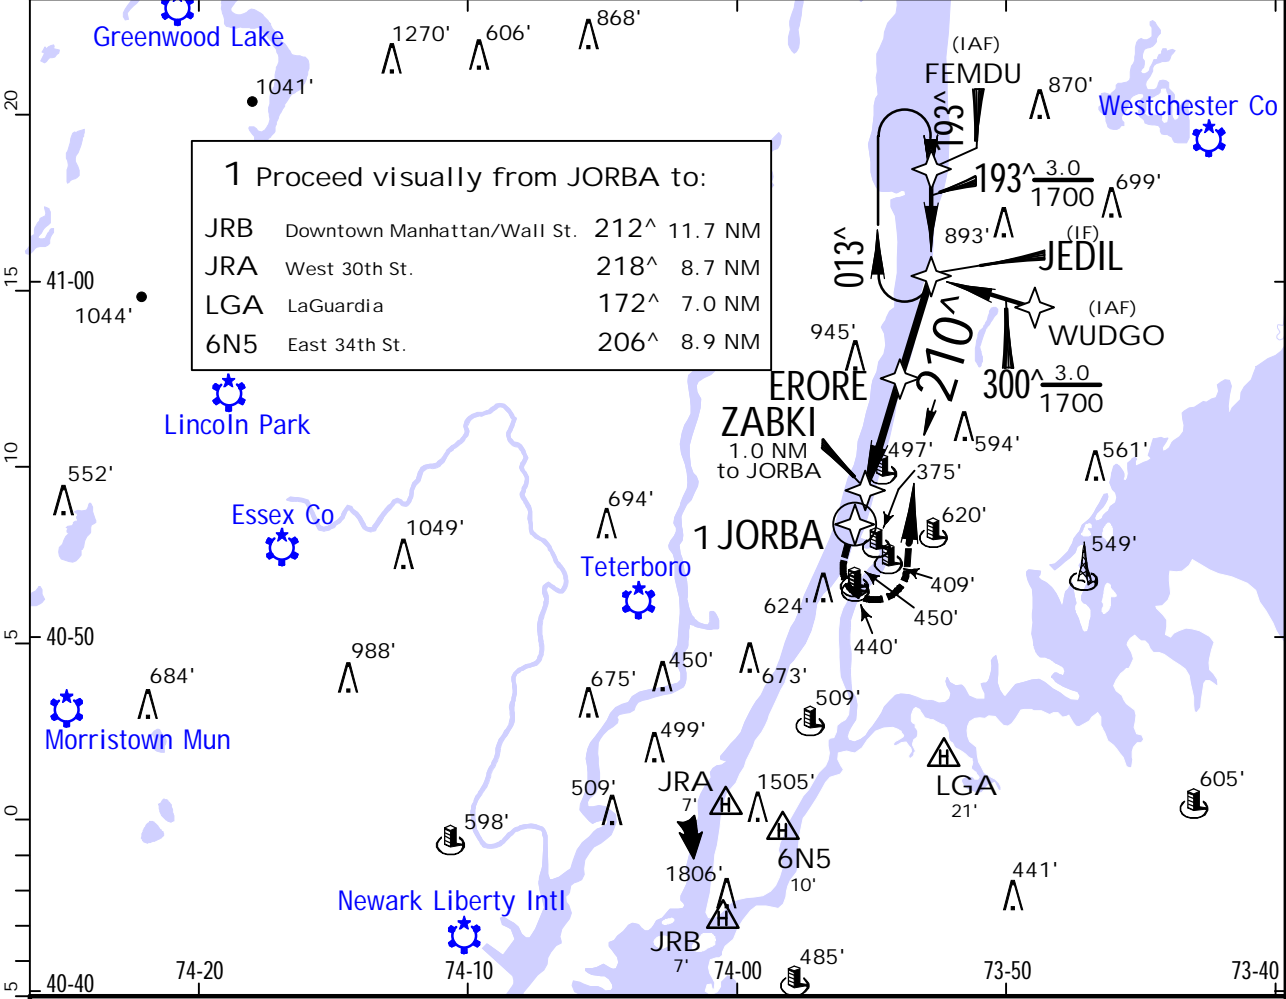 Greenwood Lake
1270'
606'
868'
(IAF)
FEMDU
870'
Westchester Co
1041'
193^
20
1 Proceed visually from JORBA to:
JRB Downtown Manhattan/Wall St. 212^ 11.7 NM
JRA West 30th St. 218^ 8.7 NM
LGA LaGuardia 172^ 7.0 NM
6N5 East 34th St. 206^ 8.9 NM
193^ 3.0
1700
699'
893'
(IF)
JEDIL
013^
15
41-00
1044'
(IAF)
WUDGO
945'
210^
300^ 3.0
1700
ERORE
Lincoln Park
ZABKI
1.0 NM
to JORBA
594'
497'
561'
10
552'
375'
694'
Essex Co
1049'
1 JORBA
620'
549'
Teterboro
409'
624'
450'
440'
5
40-50
988'
450'
673'
684'
675'
509'
Morristown Mun
499'
JRA
7'
1505'
LGA
21'
605'
509'
0
598'
6N5
10'
1806'
441'
Newark Liberty Intl
JRB
7'
485'
74-20
74-10
74-00
73-50
73-40
5
40-40